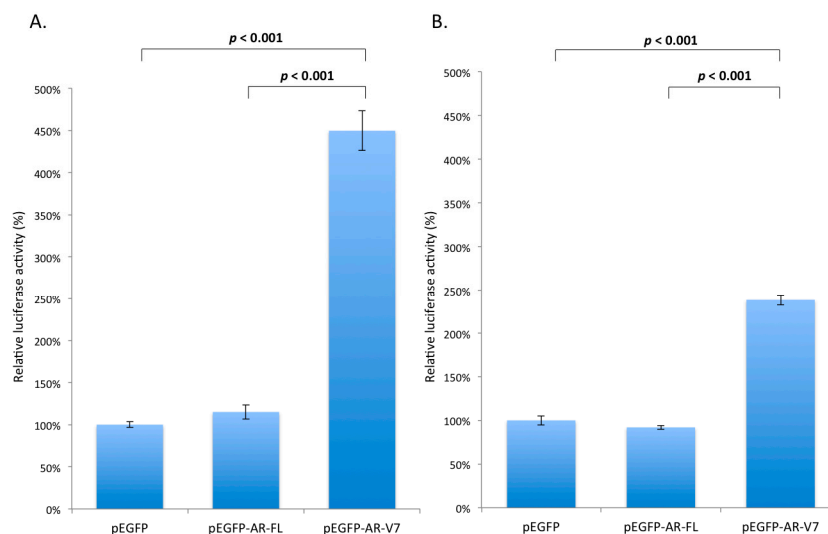 A.
p < 0.001
p < 0.001
500%
450%
400%
350%
300%
250%
200%
150%
100%
50%
0%
Relative luciferase activity (%)
pEGFP
pEGFP-AR-FL
pEGFP-AR-V7
B.
p < 0.001
p < 0.001
500%
450%
400%
350%
300%
250%
200%
150%
100%
50%
0%
Relative luciferase activity (%)
pEGFP
pEGFP-AR-FL
pEGFP-AR-V7